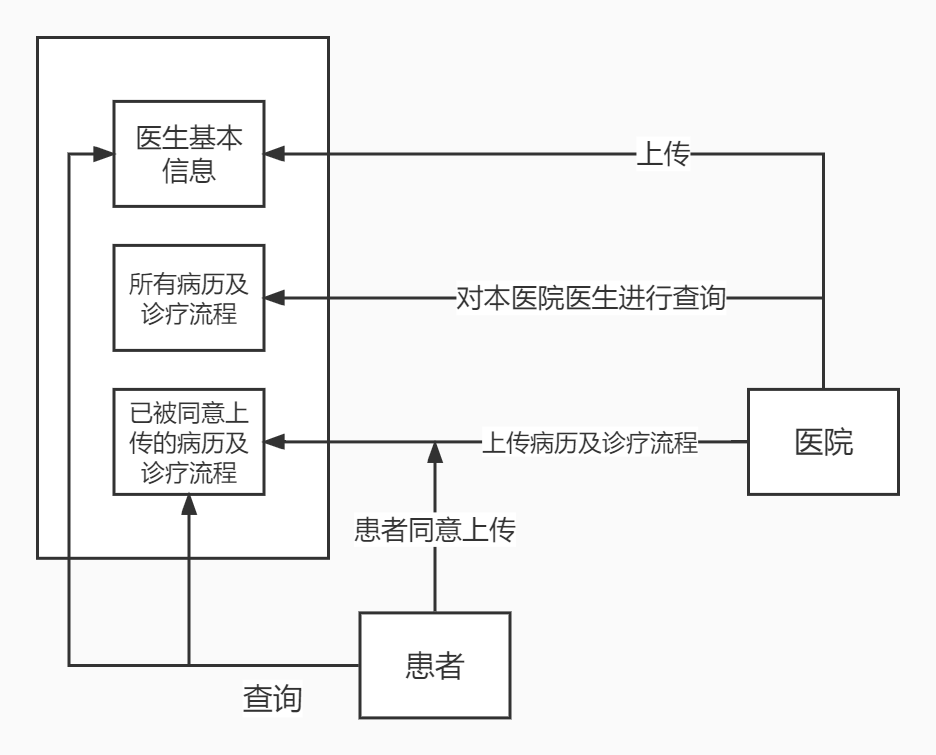 医生基本
信息
上传
所有病历及
诊疗流程
对本医院医生进行查询
已被同意上
传的病历及
诊疗流程
上传病历及诊疗流程
医院
患者同意上传
患者
查询